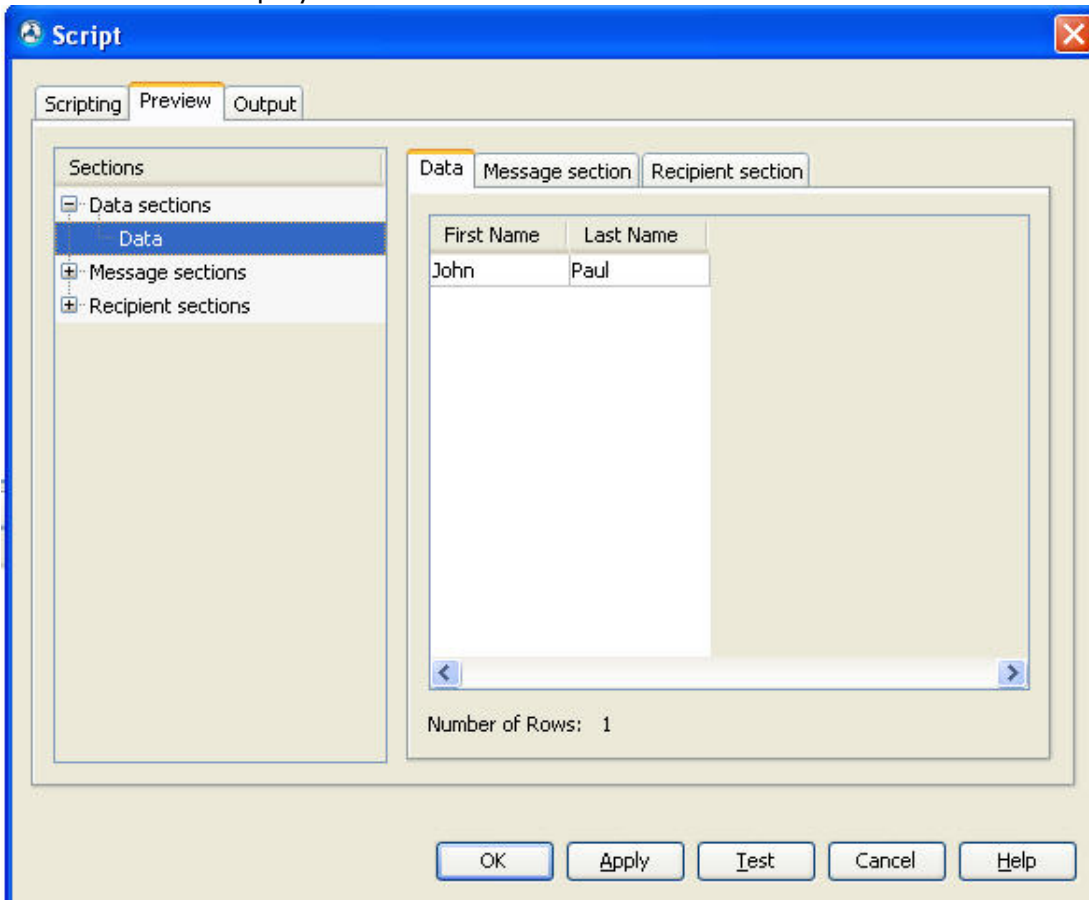 Script
Scripting Preview Output
Sections
Data sections
Data
Message sections
Recipient sections
Data Message section Recipient section
First Name Last Name
John Paul
Number of Rows: 1
OK Apply Test Cancel Help